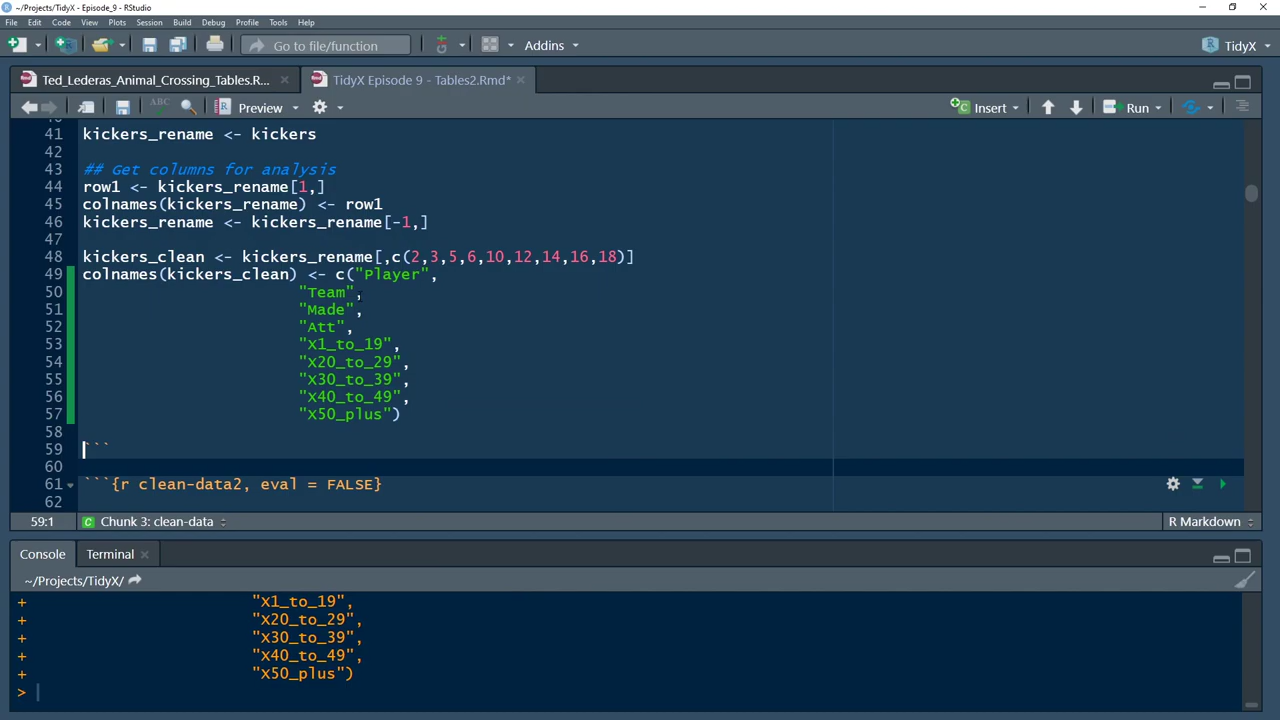 ~/Projects/TidyX - Episode_9 - RStudio
File Edit Code View Plots Session Build Debug Profile Tools Help
Go to file/function Addins TidyX
Ted_Lederas_Animal_Crossing_Tables.R... TidyX Episode 9 - Tables2.Rmd*
ABC Preview Insert Run
41 kickers_rename <- kickers
42
43 ## Get columns for analysis
44 row1 <- kickers_rename[1,]
45 colnames(kickers_rename) <- row1
46 kickers_rename <- kickers_rename[-1,]
47
48 kickers_clean <- kickers_rename[,c(2,3,5,6,10,12,14,16,18)]
49 colnames(kickers_clean) <- c("Player",
50 "Team",
51 "Made",
52 "Att",
53 "x1_to_19",
54 "x20_to_29",
55 "x30_to_39",
56 "x40_to_49",
57 "x50_plus")
58
59 ```
60
61 ```{r clean-data2, eval = FALSE}
62
59:1 Chunk 3: clean-data R Markdown
Console Terminal
~/Projects/TidyX/
+ "x1_to_19",
+ "x20_to_29",
+ "x30_to_39",
+ "x40_to_49",
+ "x50_plus")
>